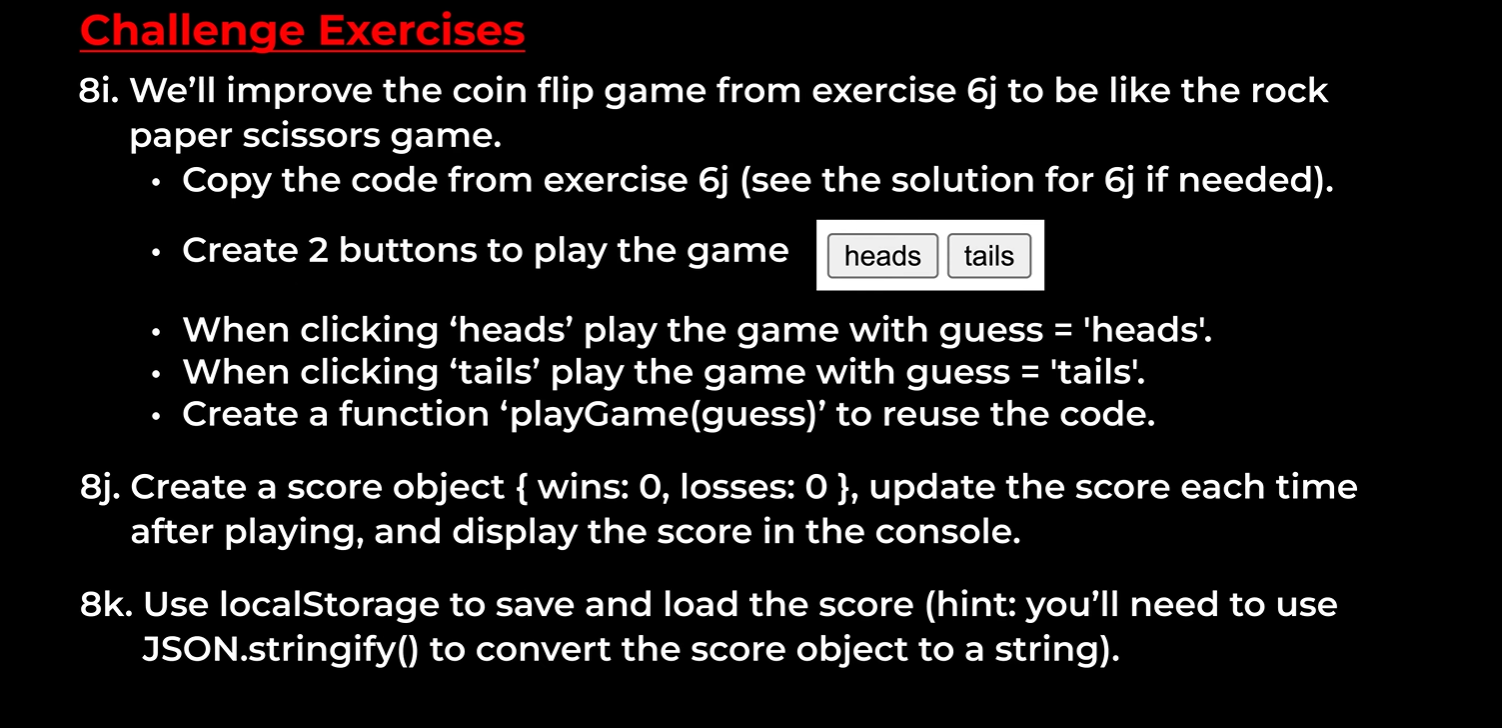 Challenge Exercises
8i. We’ll improve the coin flip game from exercise 6j to be like the rock
paper scissors game.
• Copy the code from exercise 6j (see the solution for 6j if needed).
• Create 2 buttons to play the game heads tails
• When clicking ‘heads’ play the game with guess = 'heads'.
• When clicking ‘tails’ play the game with guess = 'tails'.
• Create a function ‘playGame(guess)’ to reuse the code.
8j. Create a score object { wins: 0, losses: 0 }, update the score each time
after playing, and display the score in the console.
8k. Use localStorage to save and load the score (hint: you’ll need to use
JSON.stringify() to convert the score object to a string).